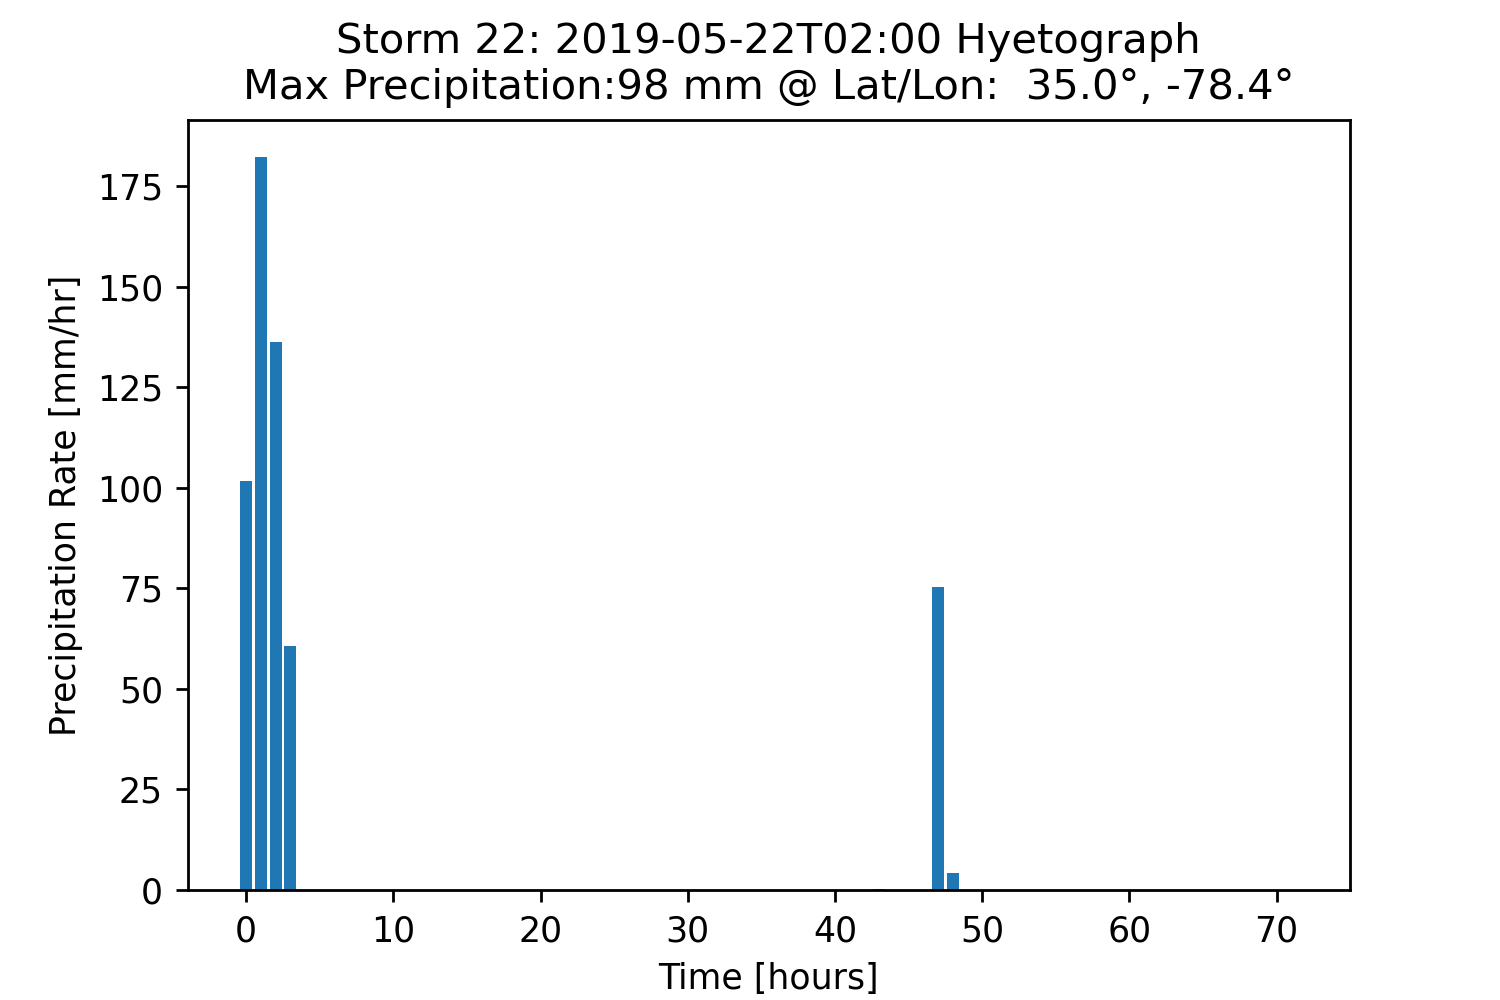 Storm 22: 2019-05-22T02:00 Hyetograph
Max Precipitation:98 mm @ Lat/Lon:  35.0°, -78.4°
Precipitation Rate [mm/hr]
175
150
125
100
75
50
25
0
0 10 20 30 40 50 60 70
Time [hours]